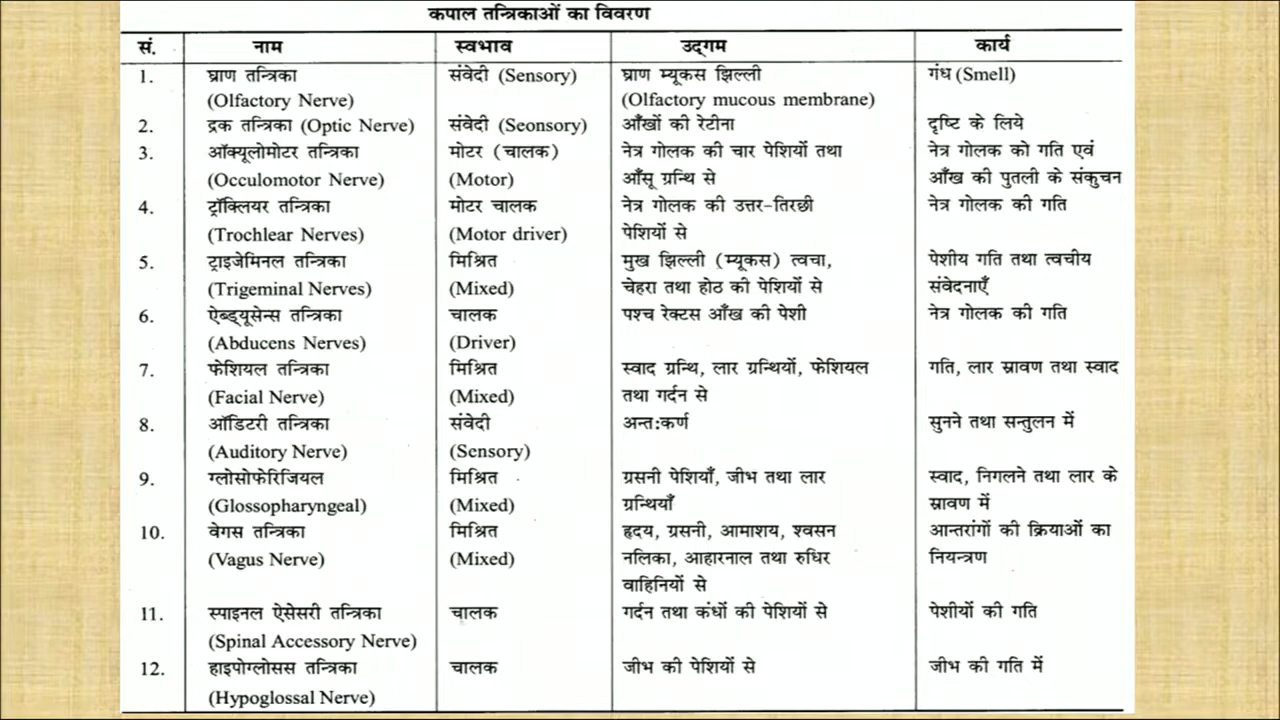 कपाल तन्त्रिकाओं का विवरण
सं. नाम स्वभाव उद्‌गम कार्य
1. घ्राण तन्त्रिका संवेदी (Sensory) घ्राण म्यूकस झिल्ली गंध (Smell)
(Olfactory Nerve) (Olfactory mucous membrane)
2. द्रक तन्त्रिका (Optic Nerve) संवेदी (Seonsory) आँखों की रेटीना दृष्टि के लिये
3. ऑक्यूलोमोटर तन्त्रिका मोटर (चालक) नेत्र गोलक की चार पेशियों तथा नेत्र गोलक को गति एवं
(Occulomotor Nerve) (Motor) आँसू ग्रन्थि से आँख की पुतली के संकुचन
4. ट्रॉक्लियर तन्त्रिका मोटर चालक नेत्र गोलक की उत्तर-तिरछी नेत्र गोलक की गति
(Trochlear Nerves) (Motor driver) पेशियों से
5. ट्राइजेमिनल तन्त्रिका मिश्रित मुख झिल्ली (म्यूकस) त्वचा, पेशीय गति तथा त्वचीय
(Trigeminal Nerves) (Mixed) चेहरा तथा होठ की पेशियों से संवेदनाएँ
6. ऐब्ड्यूसेन्स तन्त्रिका चालक पश्च रेक्टस आँख की पेशी नेत्र गोलक की गति
(Abducens Nerves) (Driver)
7. फेशियल तन्त्रिका मिश्रित स्वाद ग्रन्थि, लार ग्रन्थियों, फेशियल गति, लार स्रावण तथा स्वाद
(Facial Nerve) (Mixed) तथा गर्दन से
8. ऑडिटरी तन्त्रिका संवेदी अन्त:कर्ण सुनने तथा सन्तुलन में
(Auditory Nerve) (Sensory)
9. ग्लोसोफेरिजियल मिश्रित ग्रसनी पेशियाँ, जीभ तथा लार स्वाद, निगलने तथा लार के
(Glossopharyngeal) (Mixed) ग्रन्थियाँ स्रावण में
10. वेगस तन्त्रिका मिश्रित हृदय, ग्रसनी, आमाशय, श्वसन आन्तरांगों की क्रियाओं का
(Vagus Nerve) (Mixed) नलिका, आहारनाल तथा रुधिर नियन्त्रण
वाहिनियों से
11. स्पाइनल ऐसेसरी तन्त्रिका चालक गर्दन तथा कंधों की पेशियों से पेशीयों की गति
(Spinal Accessory Nerve)
12. हाइपोग्लोसस तन्त्रिका चालक जीभ की पेशियों से जीभ की गति में
(Hypoglossal Nerve)